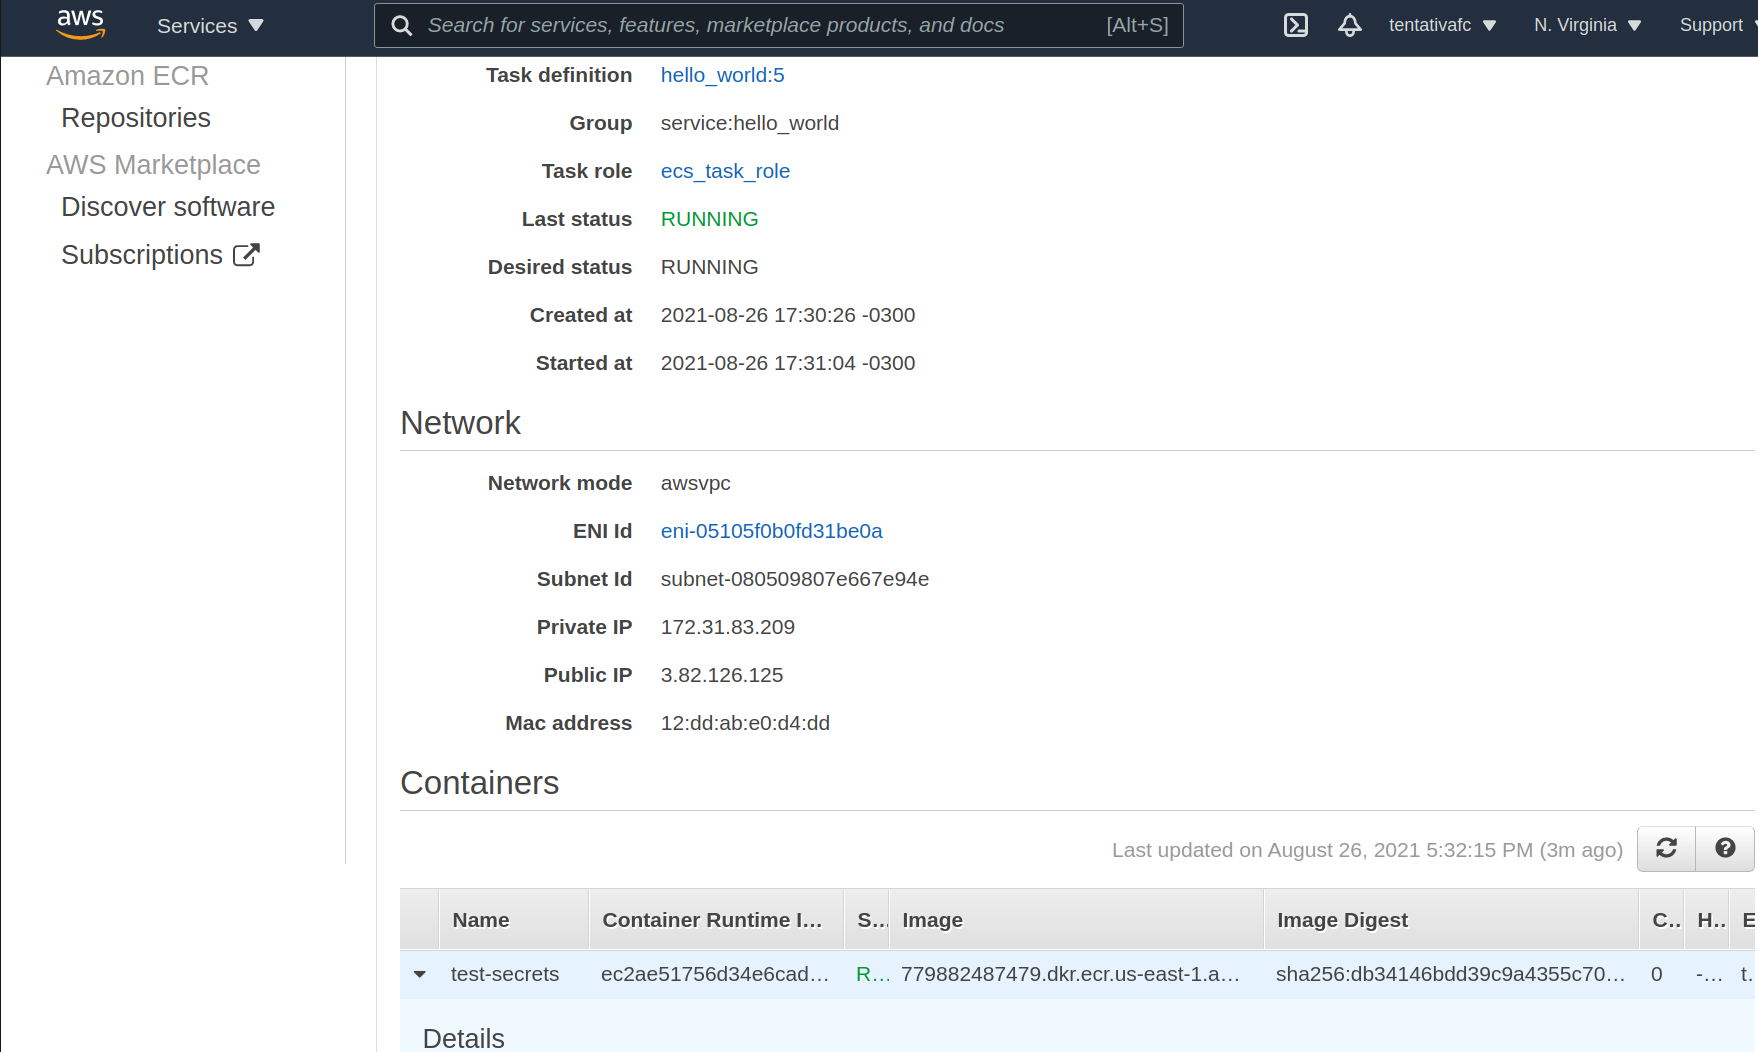 aws
Services
Search for services, features, marketplace products, and docs [Alt+S]
tentativafc
N. Virginia
Support
Amazon ECR
Repositories
AWS Marketplace
Discover software
Subscriptions
Task definition hello_world:5
Group service:hello_world
Task role ecs_task_role
Last status RUNNING
Desired status RUNNING
Created at 2021-08-26 17:30:26 -0300
Started at 2021-08-26 17:31:04 -0300
Network
Network mode awsvpc
ENI Id eni-05105f0b0fd31be0a
Subnet Id subnet-080509807e667e94e
Private IP 172.31.83.209
Public IP 3.82.126.125
Mac address 12:dd:ab:e0:d4:dd
Containers
Last updated on August 26, 2021 5:32:15 PM (3m ago)
Name Container Runtime I... S... Image Image Digest C... H... E
test-secrets ec2ae51756d34e6cad... R... 779882487479.dkr.ecr.us-east-1.a... sha256:db34146bdd39c9a4355c70... 0 -... t.
Details